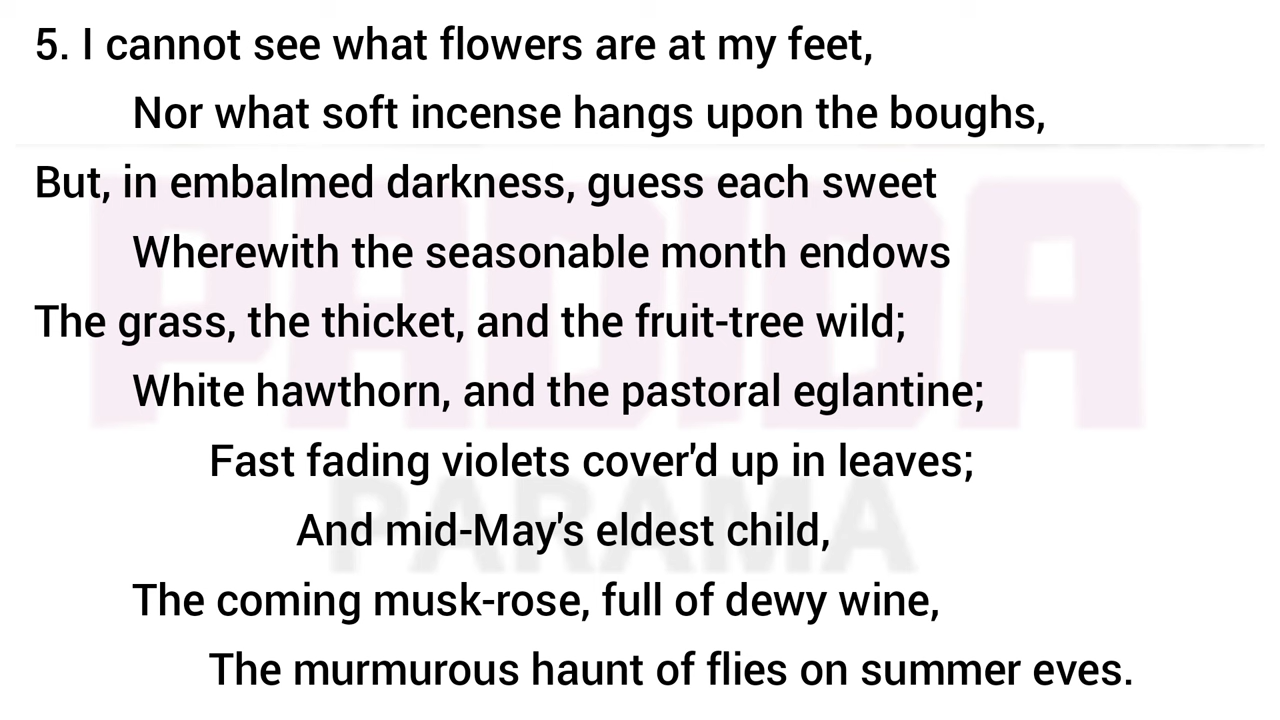 5. I cannot see what flowers are at my feet,
Nor what soft incense hangs upon the boughs,
But, in embalmed darkness, guess each sweet
Wherewith the seasonable month endows
The grass, the thicket, and the fruit-tree wild;
White hawthorn, and the pastoral eglantine;
Fast fading violets cover'd up in leaves;
And mid-May's eldest child,
The coming musk-rose, full of dewy wine,
The murmurous haunt of flies on summer eves.
PADIDA
PARAMA